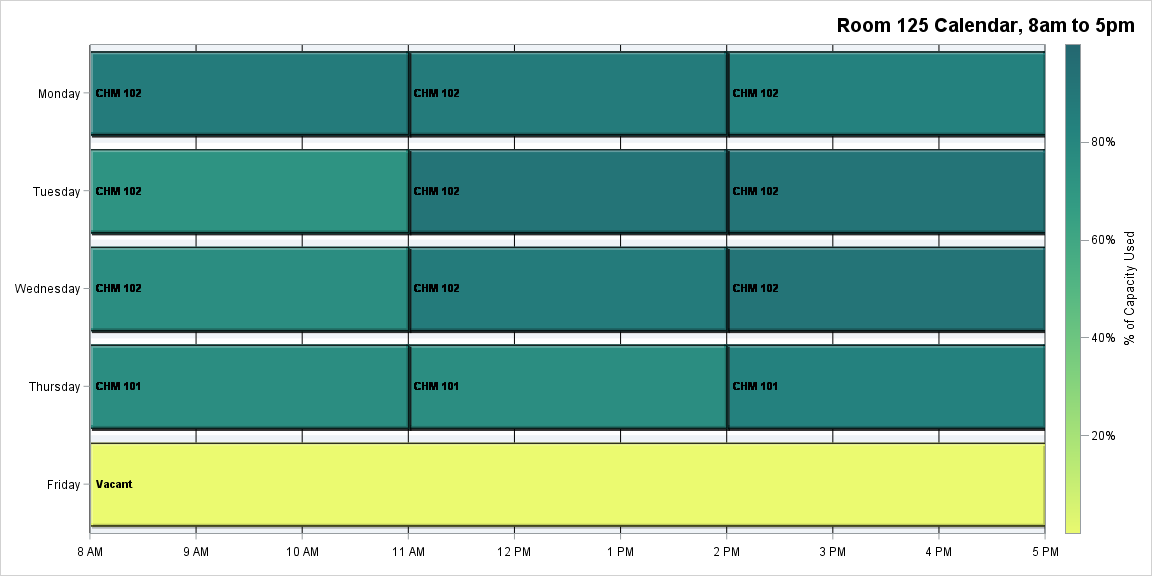 Room 125 Calendar, 8am to 5pm
Monday
CHM 102
CHM 102
CHM 102
Tuesday
CHM 102
CHM 102
CHM 102
Wednesday
CHM 102
CHM 102
CHM 102
Thursday
CHM 101
CHM 101
CHM 101
Friday
Vacant
8 AM
9 AM
10 AM
11 AM
12 PM
1 PM
2 PM
3 PM
4 PM
5 PM
80%
60%
40%
20%
% of Capacity Used